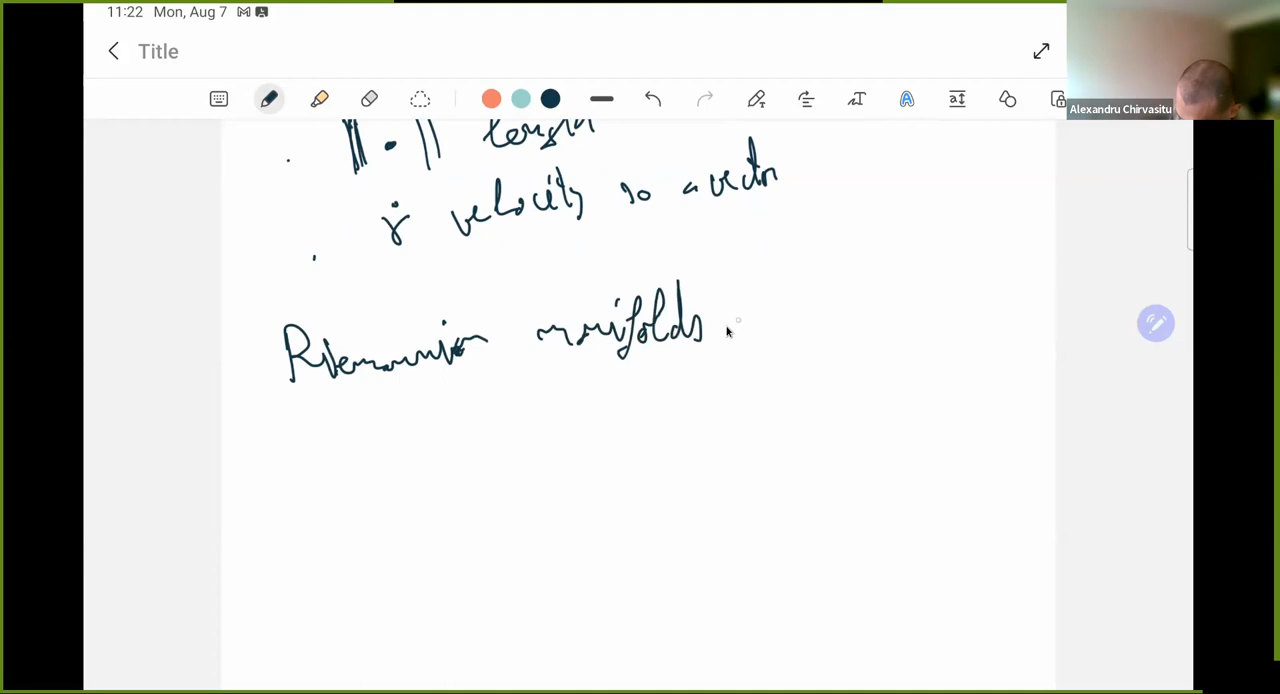 11:22 Mon, Aug 7
Title
Alexandru Chirvasitu
‖·‖ length
γ̇ velocity so a vector
Riemannian manifolds